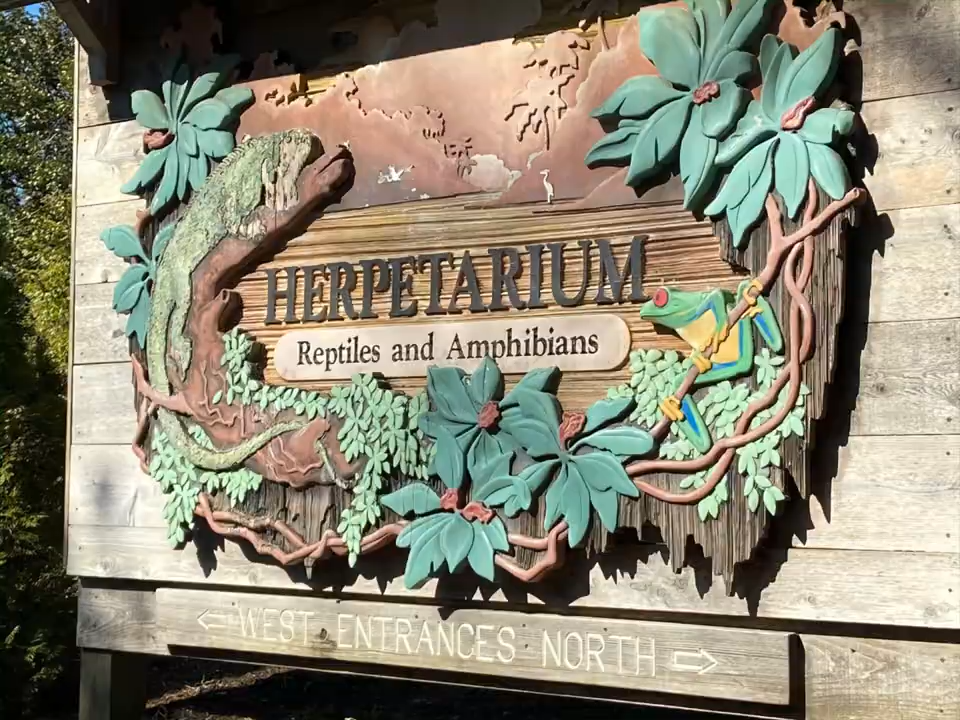 HERPETARIUM
Reptiles and Amphibians
⇦ WEST ENTRANCES NORTH ⇨